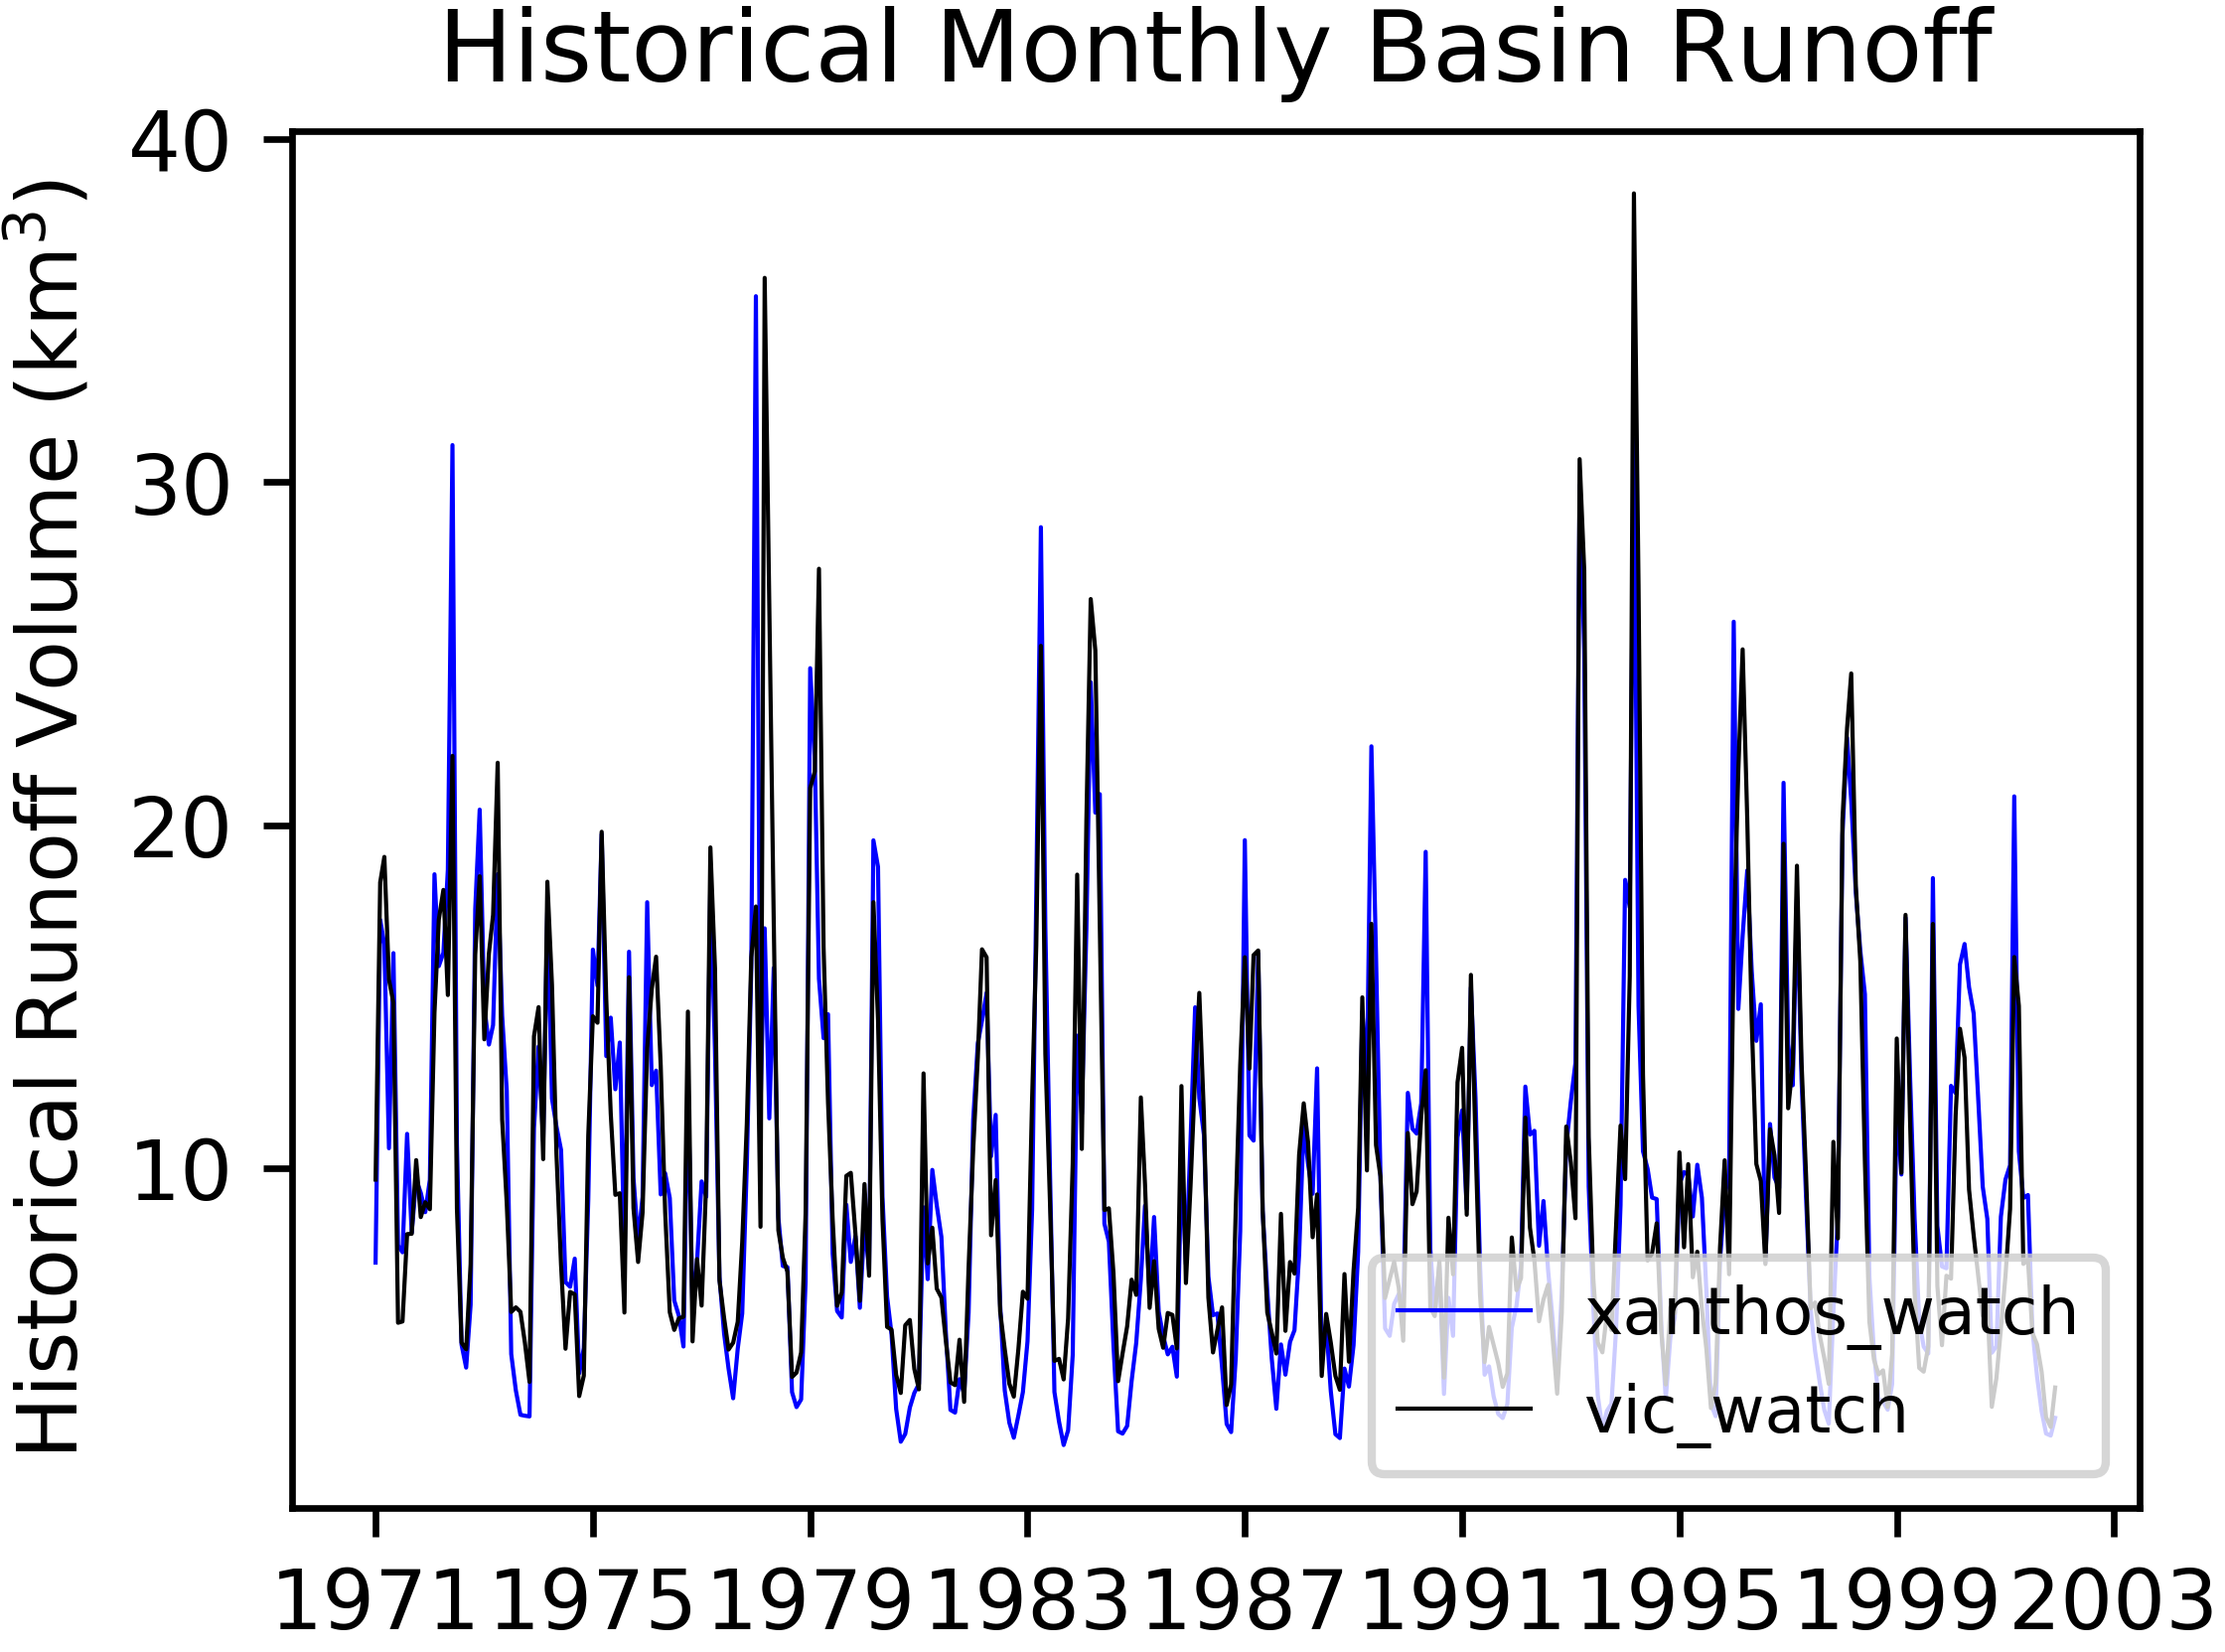 Historical Monthly Basin Runoff
Historical Runoff Volume (km³)
40
30
20
10
xanthos_watch
vic_watch
1971 1975 1979 1983 1987 1991 1995 1999 2003